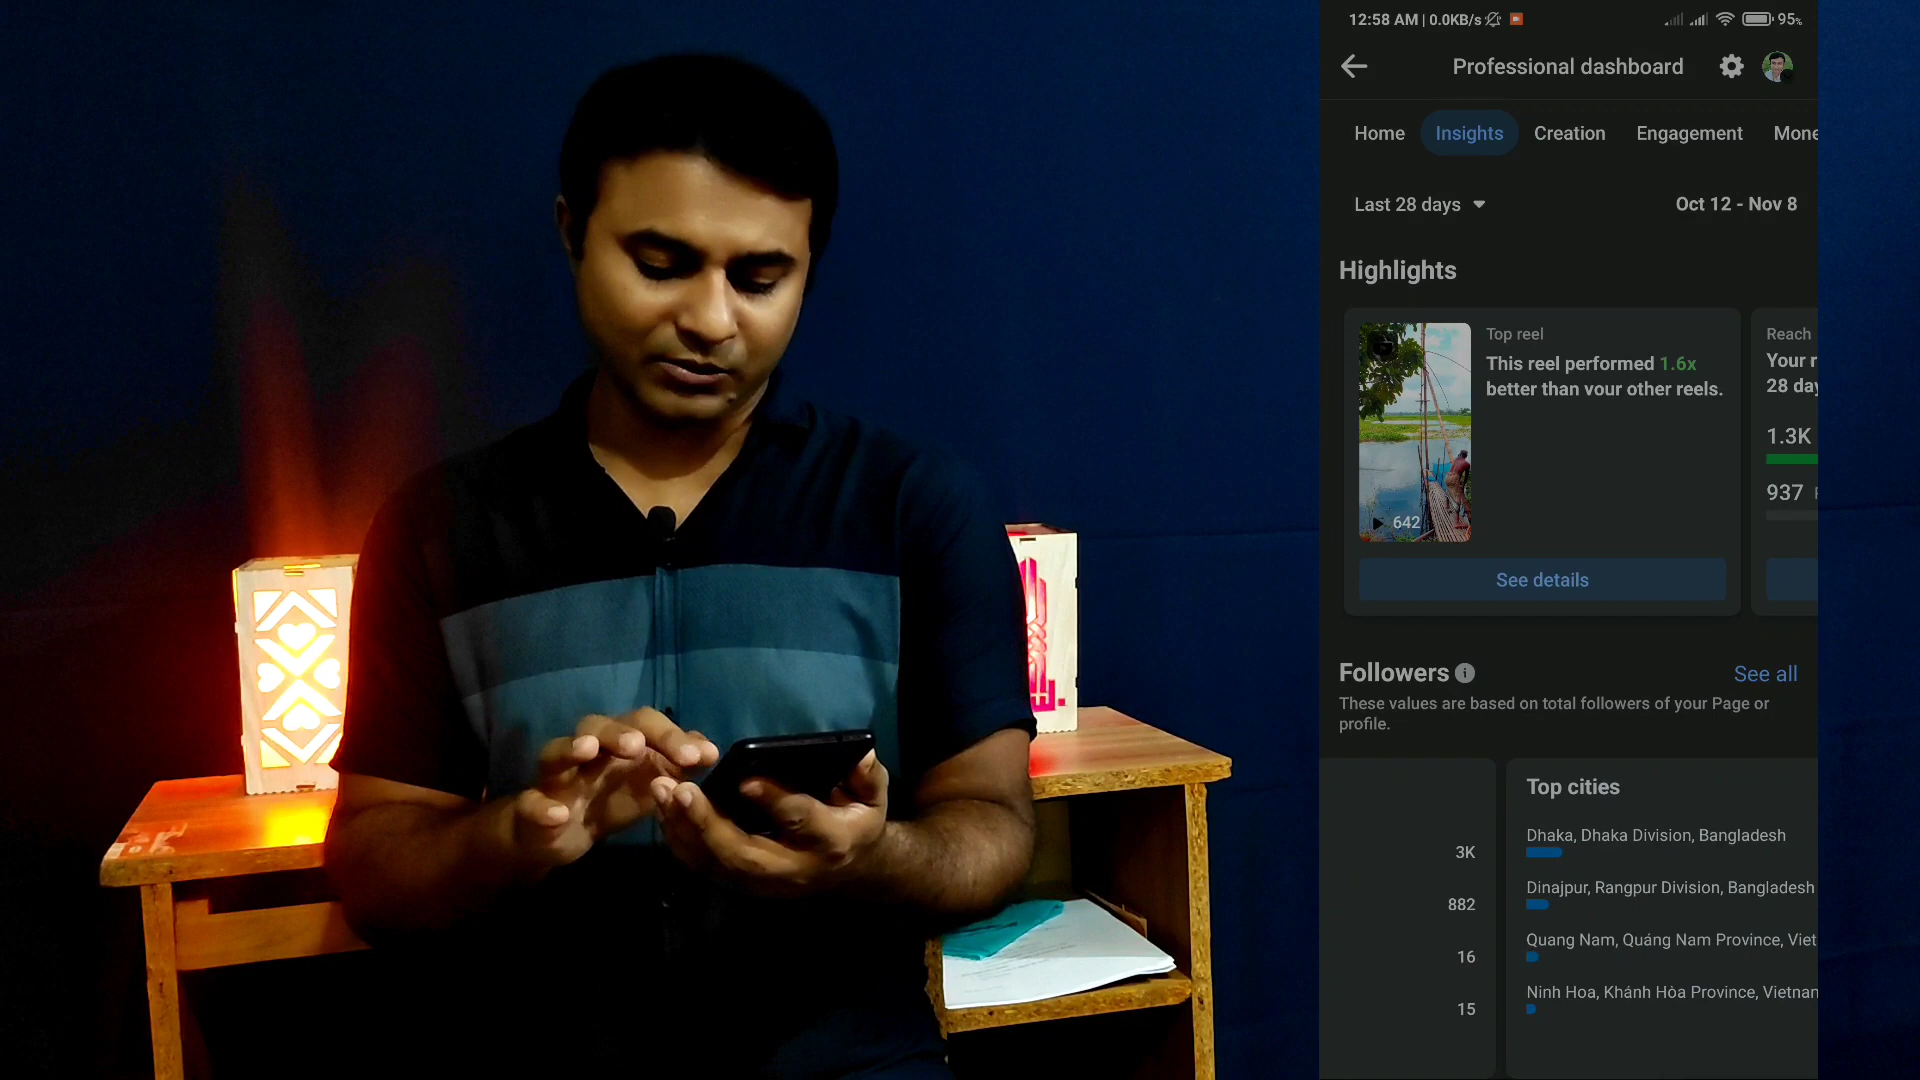 12:58 AM | 0.0KB/s
95%
Professional dashboard
Home Insights Creation Engagement Mone
Last 28 days
Oct 12 - Nov 8
Highlights
Top reel
This reel performed 1.6x
better than your other reels.
642
See details
Reach
Your r
28 day
1.3K
937
Followers
See all
These values are based on total followers of your Page or
profile.
3K
882
16
15
Top cities
Dhaka, Dhaka Division, Bangladesh
Dinajpur, Rangpur Division, Bangladesh
Quang Nam, Quảng Nam Province, Viet
Ninh Hoa, Khánh Hòa Province, Vietnan